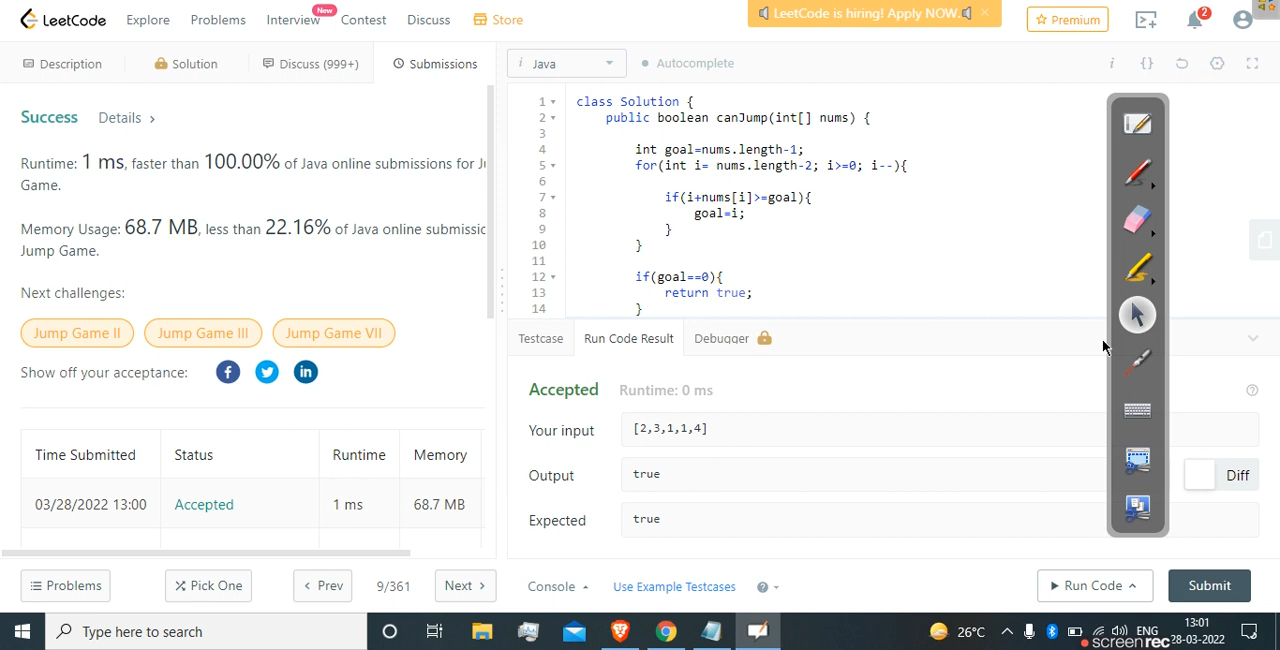 LeetCode Explore Problems Interview New Contest Discuss Store LeetCode is hiring! Apply NOW. × Premium 2
Description Solution Discuss (999+) Submissions
i Java Autocomplete i {}
Success Details >
Runtime: 1 ms, faster than 100.00% of Java online submissions for
Game.
Memory Usage: 68.7 MB, less than 22.16% of Java online submissic
Jump Game.
Next challenges:
Jump Game II Jump Game III Jump Game VII
Show off your acceptance:
Time Submitted Status Runtime Memory
03/28/2022 13:00 Accepted 1 ms 68.7 MB
1 class Solution {
2 public boolean canJump(int[] nums) {
3
4 int goal=nums.length-1;
5 for(int i= nums.length-2; i>=0; i--){
6
7 if(i+nums[i]>=goal){
8 goal=i;
9 }
10 }
11
12 if(goal==0){
13 return true;
14 }
Testcase Run Code Result Debugger
Accepted Runtime: 0 ms
Your input [2,3,1,1,4]
Output true Diff
Expected true
Problems Pick One < Prev 9/361 Next > Console Use Example Testcases Run Code Submit
Type here to search 26°C ENG 13:01
28-03-2022
screenrec